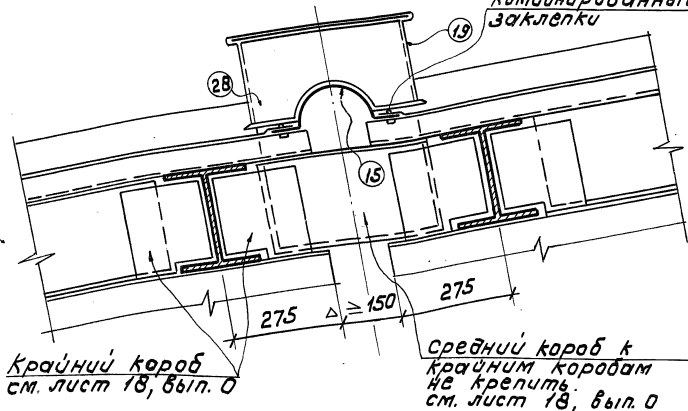 комбинированные
заклепки
19
28
15
275 Δ ≥ 150 275
Крайний короб
см. лист 18, вып. 0
Средний короб к
крайним коробам
не крепить.
см. лист 18, вып. 0